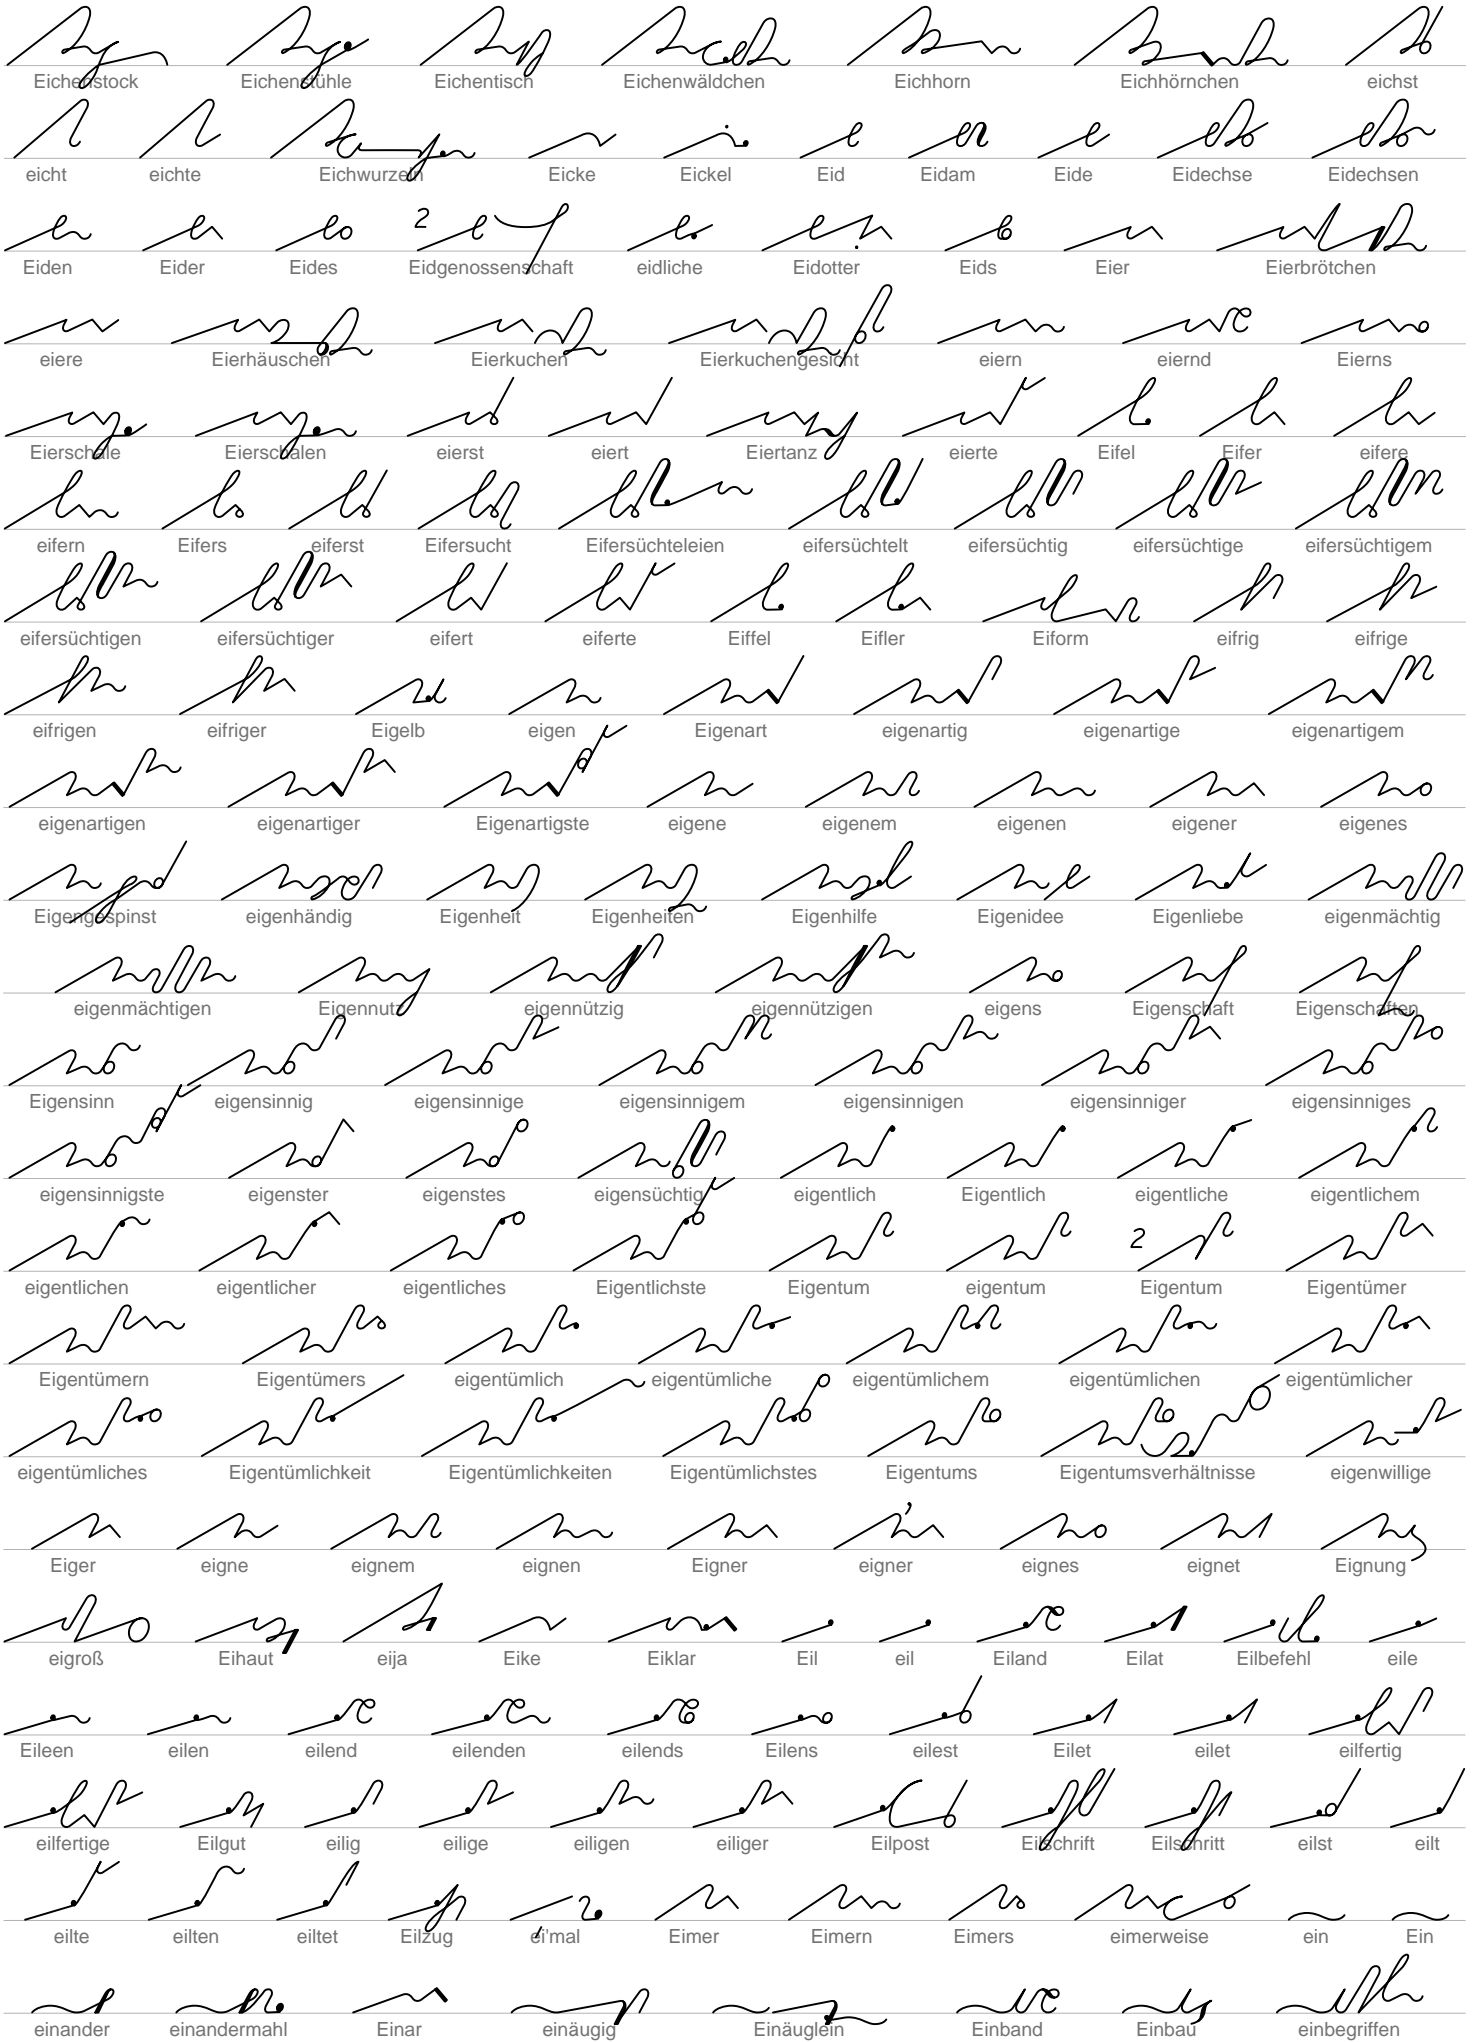 Eichenstock Eichenstühle Eichentisch Eichenwäldchen Eichhorn Eichhörnchen eichst
eicht eichte Eichwurzeln Eicke Eickel Eid Eidam Eide Eidechse Eidechsen
Eiden Eider Eides Eidgenossenschaft eidliche Eidotter Eids Eier Eierbrötchen
eiere Eierhäuschen Eierkuchen Eierkuchengesicht eiern eiernd Eierns
Eierschale Eierschalen eierst eiert Eiertanz eierte Eifel Eifer eifere
eifern Eifers eiferst Eifersucht Eifersüchteleien eifersüchtelt eifersüchtig eifersüchtige eifersüchtigem
eifersüchtigen eifersüchtiger eifert eiferte Eiffel Eifler Eiform eifrig eifrige
eifrigen eifriger Eigelb eigen Eigenart eigenartig eigenartige eigenartigem
eigenartigen eigenartiger Eigenartigste eigene eigenem eigenen eigener eigenes
Eigengespinst eigenhändig Eigenheit Eigenheiten Eigenhilfe Eigenidee Eigenliebe eigenmächtig
eigenmächtigen Eigennutz eigennützig eigennützigen eigens Eigenschaft Eigenschaften
Eigensinn eigensinnig eigensinnige eigensinnigem eigensinnigen eigensinniger eigensinniges
eigensinnigste eigenster eigenstes eigensüchtig eigentlich Eigentlich eigentliche eigentlichem
eigentlichen eigentlicher eigentliches Eigentlichste Eigentum eigentum Eigentum Eigentümer
Eigentümern Eigentümers eigentümlich eigentümliche eigentümlichem eigentümlichen eigentümlicher
eigentümliches Eigentümlichkeit Eigentümlichkeiten Eigentümlichstes Eigentums Eigentumsverhältnisse eigenwillige
Eiger eigne eignem eignen Eigner eigner eignes eignet Eignung
eigroß Eihaut eija Eike Eiklar Eil eil Eiland Eilat Eilbefehl eile
Eileen eilen eilend eilenden eilends Eilens eilest Eilet eilet eilfertig
eilfertige Eilgut eilig eilige eiligen eiliger Eilpost Eilschrift Eilschritt eilst eilt
eilte eilten eiltet Eilzug ei'mal Eimer Eimern Eimers eimerweise ein Ein
einander einandermahl Einar einäugig Einäuglein Einband Einbau einbegriffen